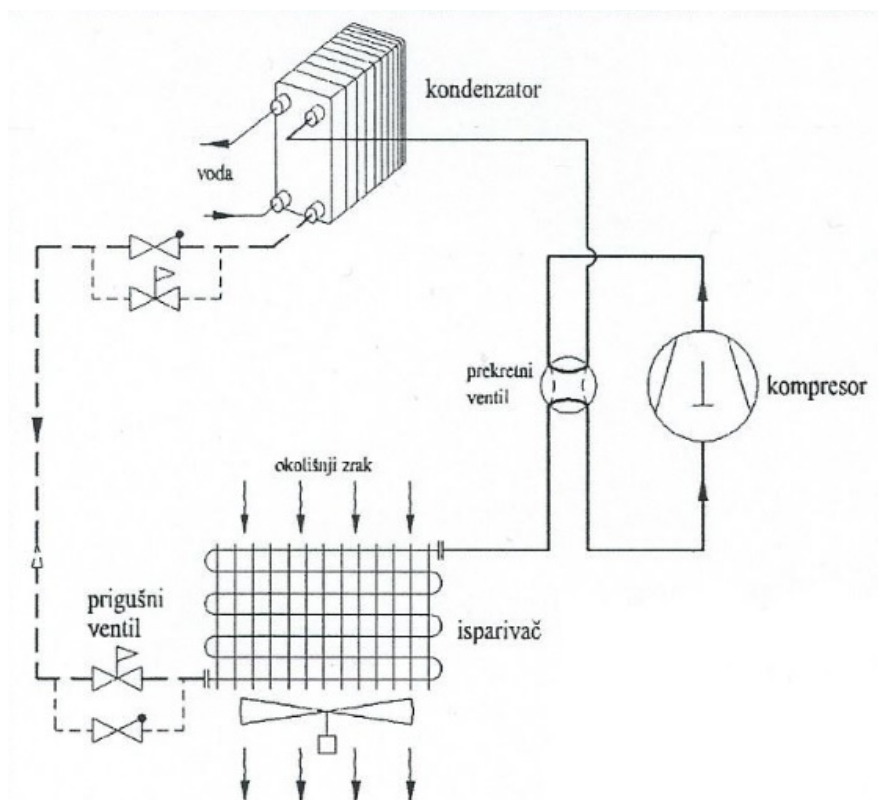 kondenzator
voda
prekretni
ventil
kompresor
okolišnji zrak
prigušni
ventil
isparivač